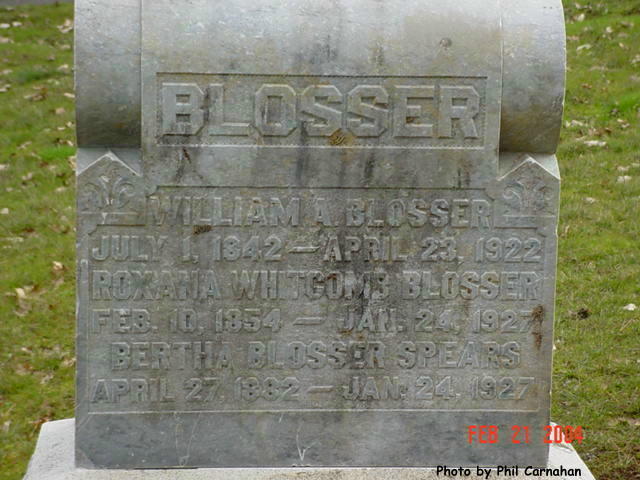 BLOSSER
WILLIAM A. BLOSSER
JULY 1, 1842 — APRIL 23, 1922
ROXANA WHITCOMB BLOSSER
FEB. 10, 1854 — JAN. 24, 1927
BERTHA BLOSSER SPEARS
APRIL 27, 1882 — JAN. 24, 1927
FEB 21 2004
Photo by Phil Carnahan